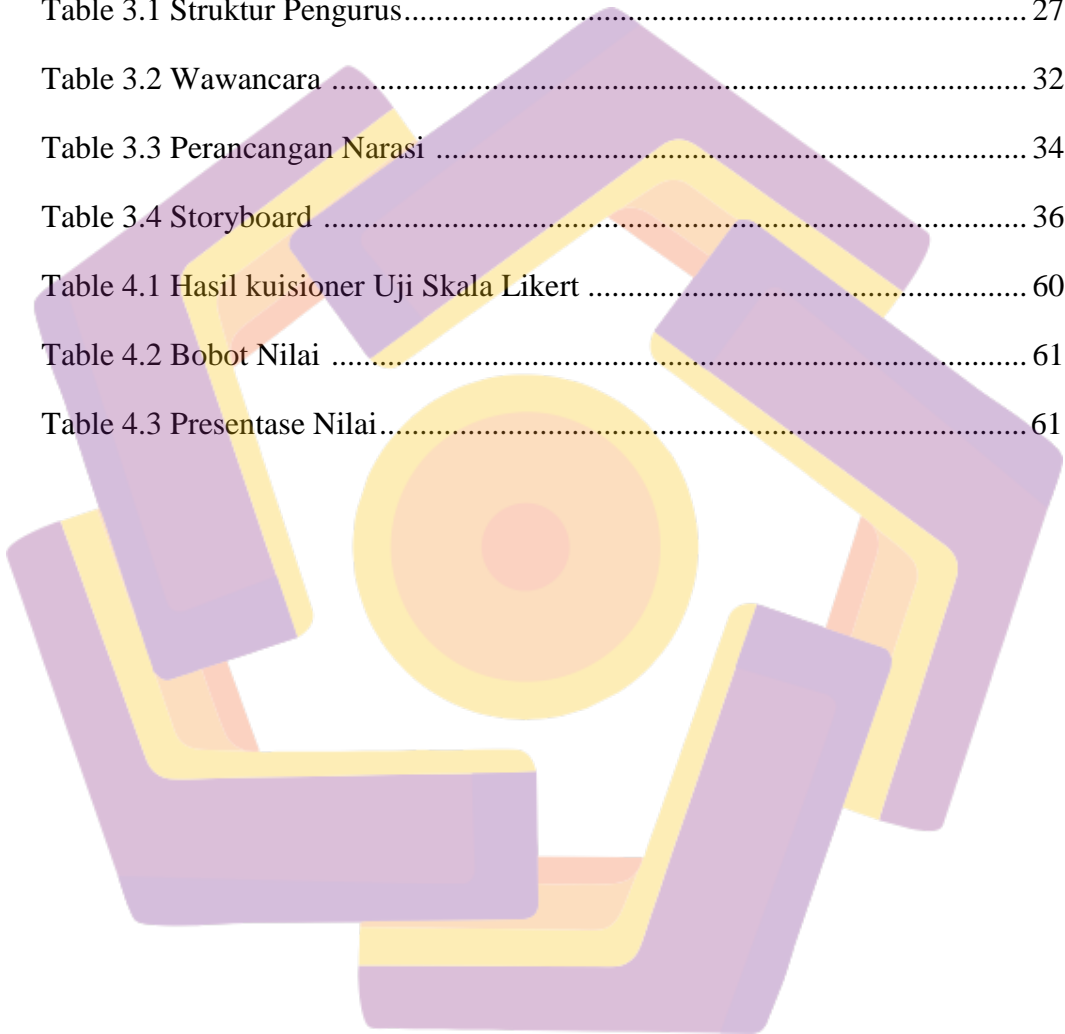 Table 3.1 Struktur Pengurus.......................................................................... 27
Table 3.2 Wawancara ................................................................................... 32
Table 3.3 Perancangan Narasi ...................................................................... 34
Table 3.4 Storyboard .................................................................................... 36
Table 4.1 Hasil kuisioner Uji Skala Likert .................................................... 60
Table 4.2 Bobot Nilai ................................................................................... 61
Table 4.3 Presentase Nilai............................................................................. 61